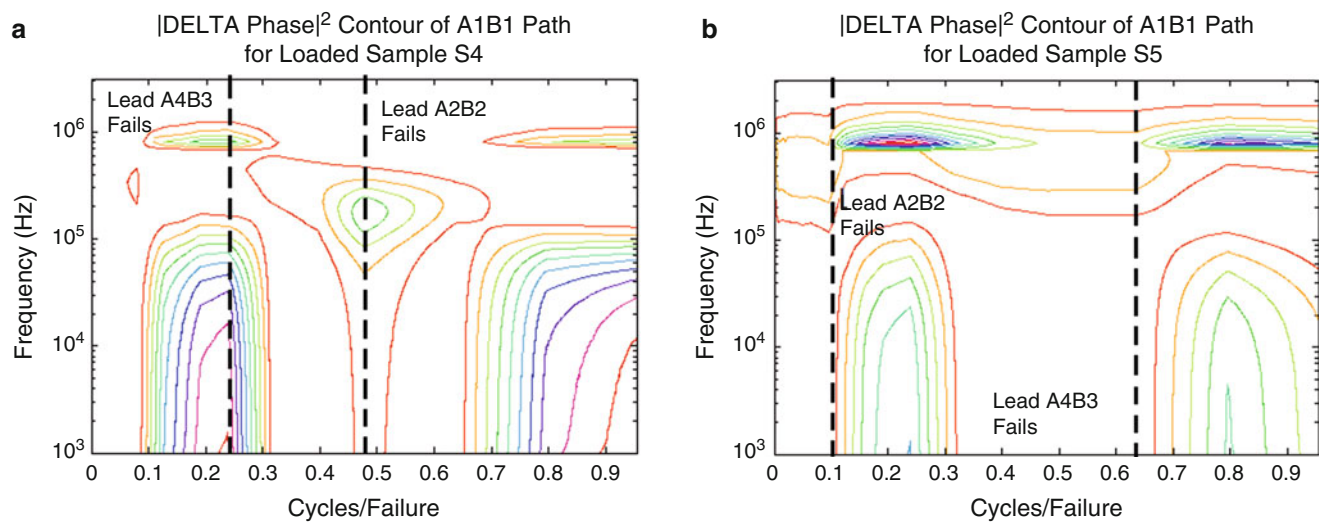 a
|DELTA Phase|² Contour of A1B1 Path
for Loaded Sample S4
Lead A4B3
Fails
Lead A2B2
Fails
Frequency (Hz)
10⁶
10⁵
10⁴
10³
0 0.1 0.2 0.3 0.4 0.5 0.6 0.7 0.8 0.9
Cycles/Failure
b
|DELTA Phase|² Contour of A1B1 Path
for Loaded Sample S5
Lead A2B2
Fails
Lead A4B3
Fails
Frequency (Hz)
10⁶
10⁵
10⁴
10³
0 0.1 0.2 0.3 0.4 0.5 0.6 0.7 0.8 0.9
Cycles/Failure